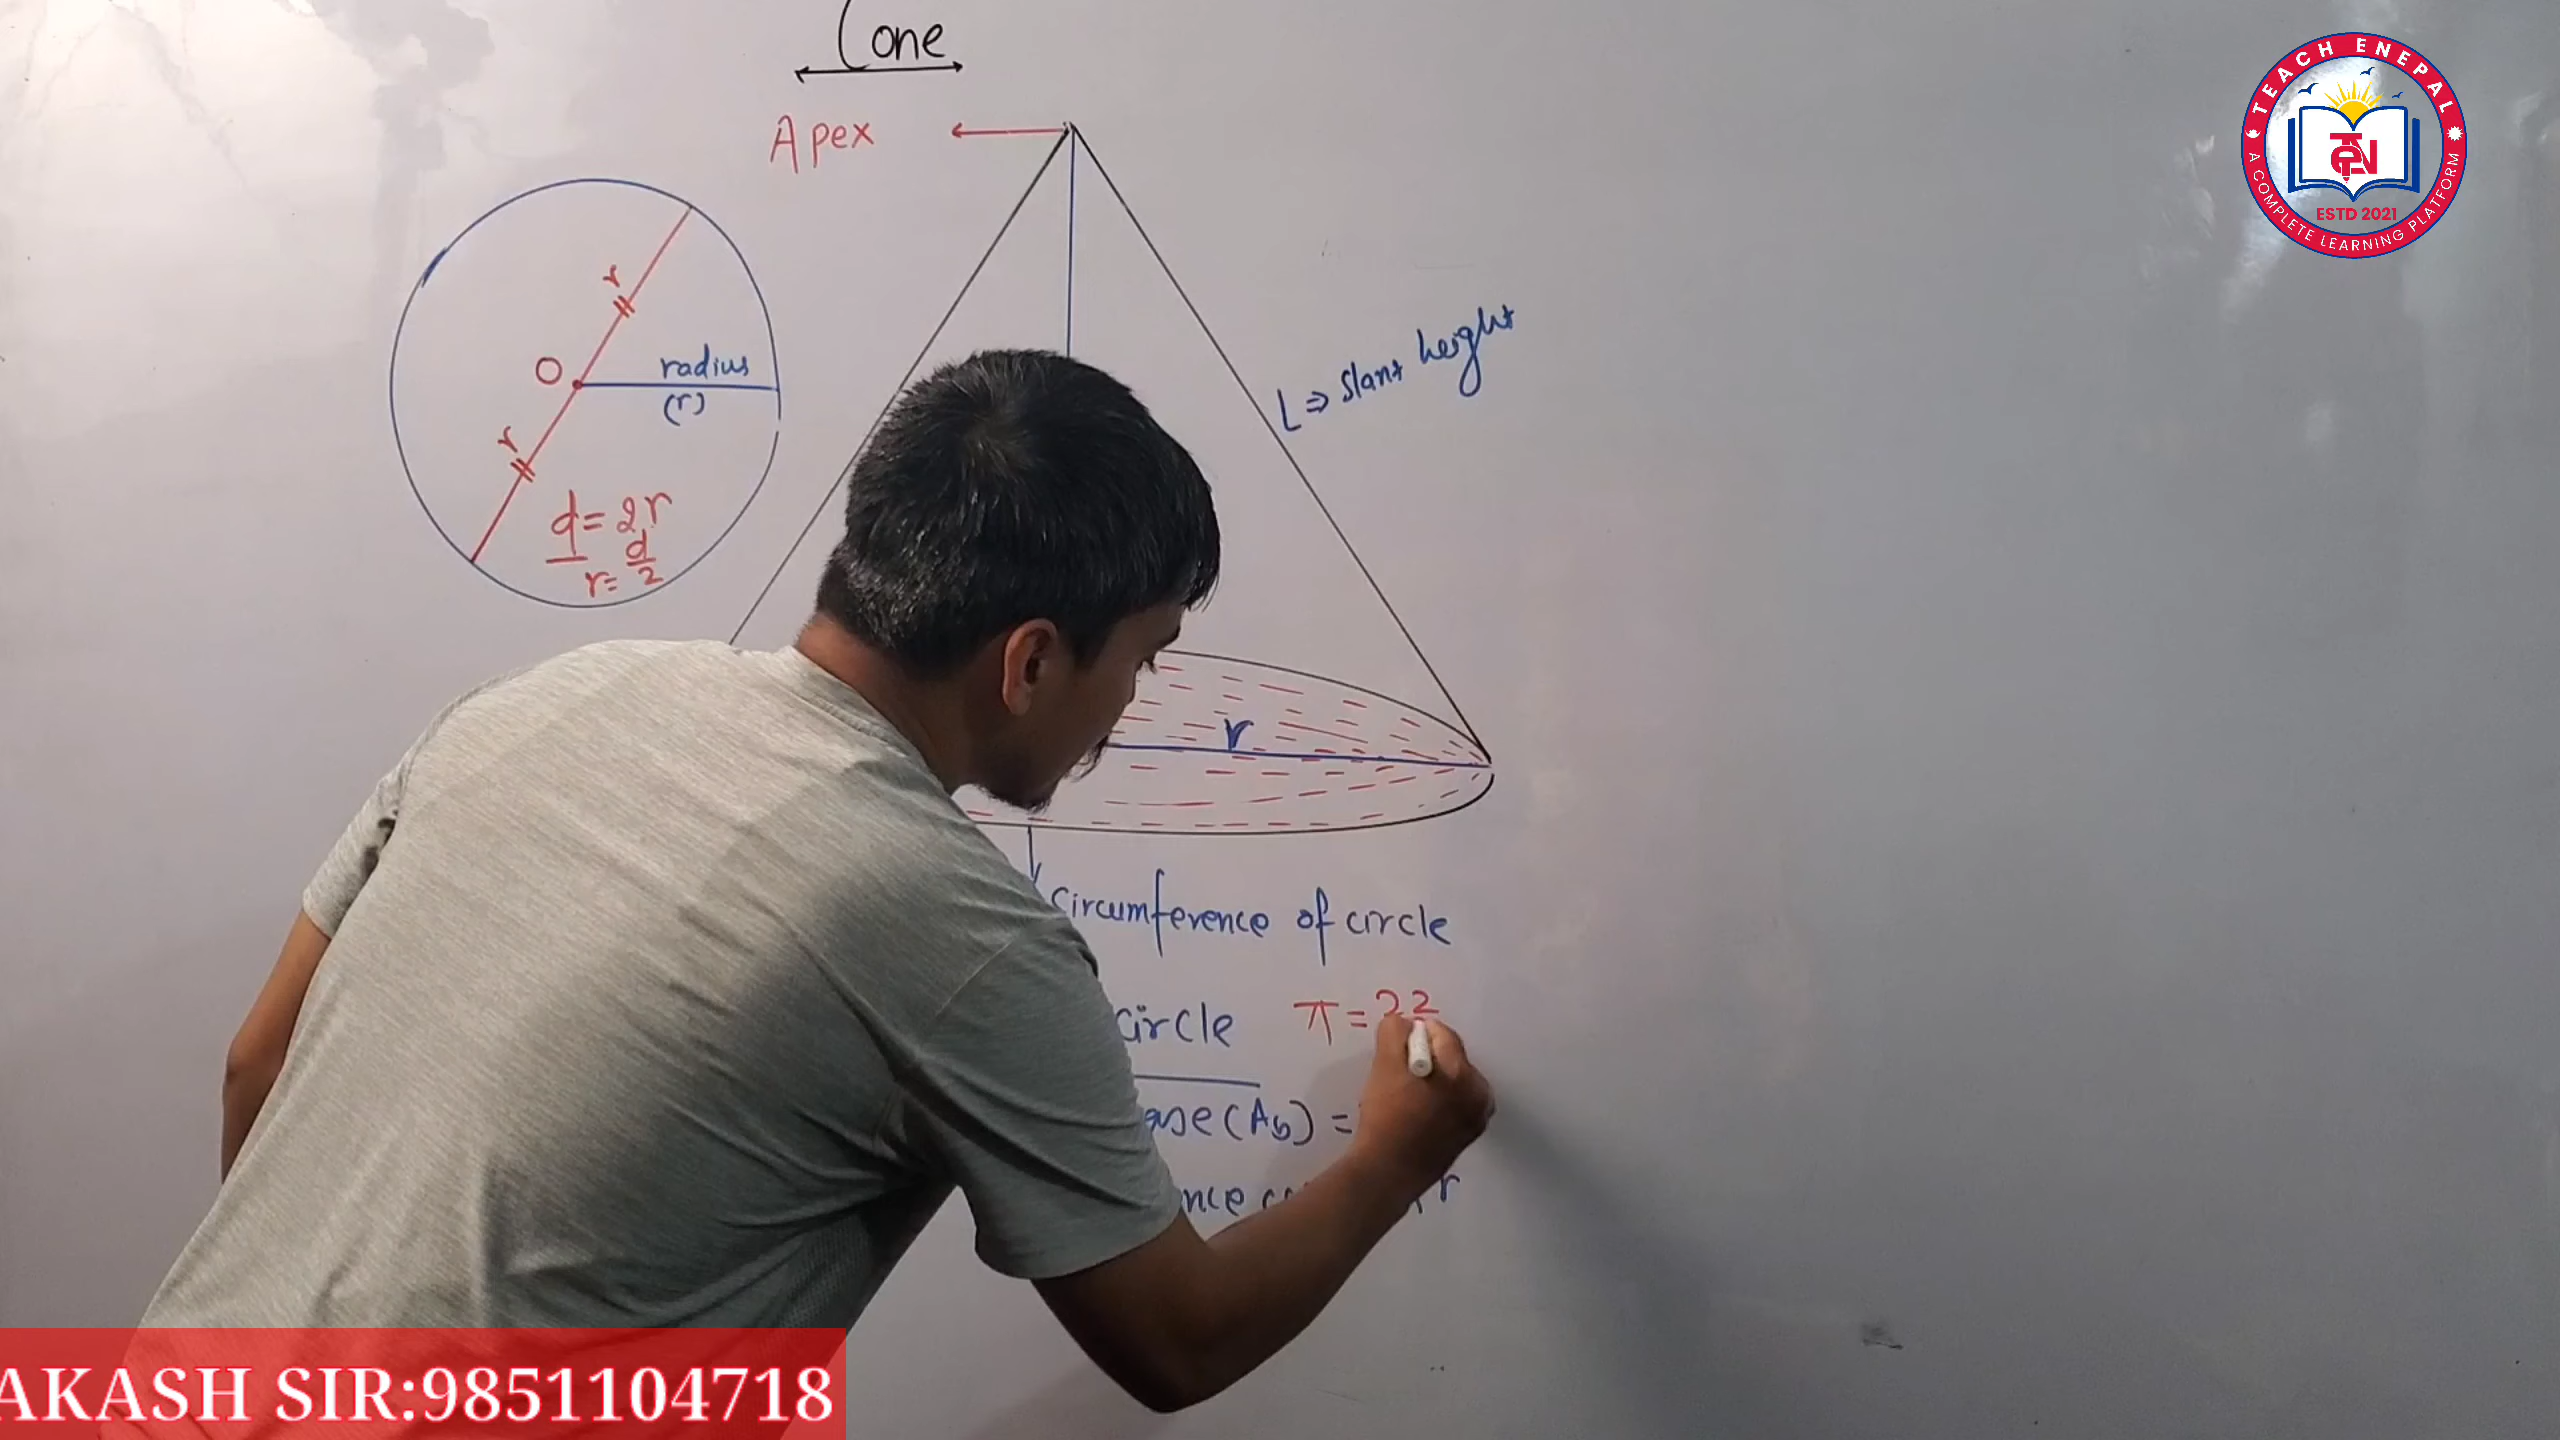 Cone
Apex
TEACH ENEPAL
TEN
ESTD 2021
A COMPLETE LEARNING PLATFORM
r
O
radius
(r)
r
d = 2r
r = d/2
L ⇒ slant height
r
circumference of circle
circle π = 22
ase (Ab) =
nce r
AKASH SIR:9851104718